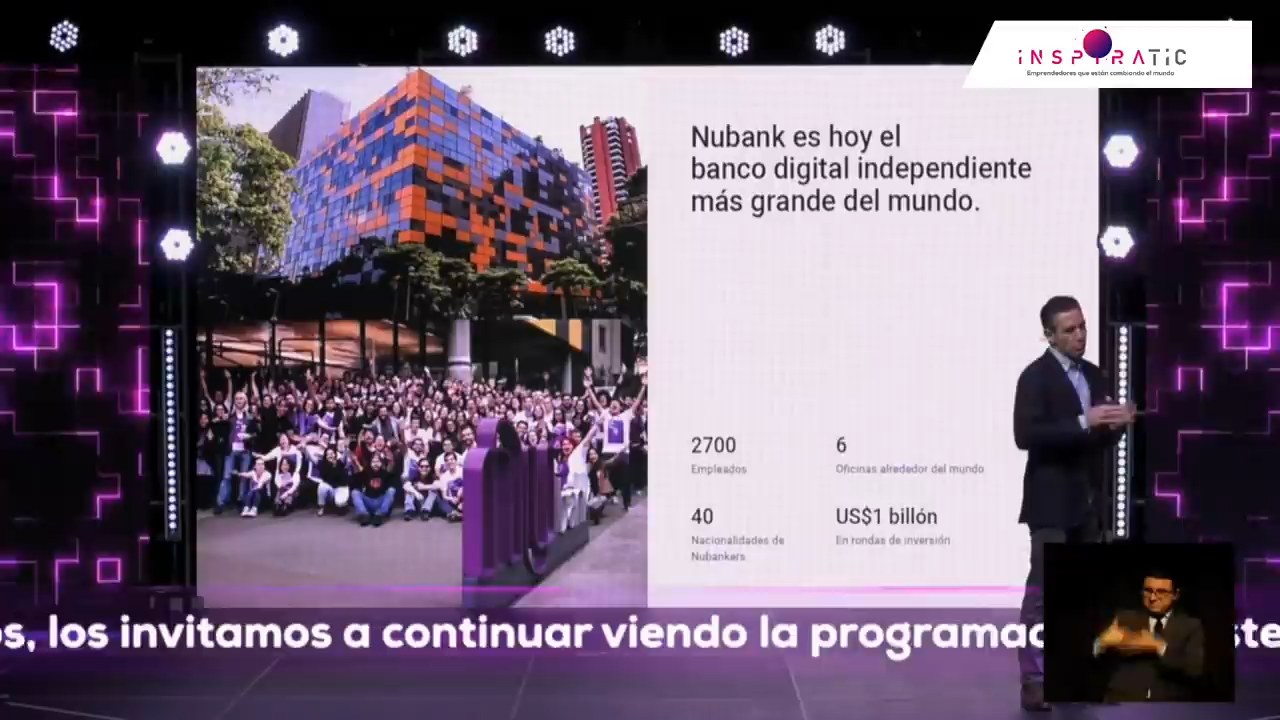 INSPIRATIC
Emprendedores que están cambiando el mundo
Nubank es hoy el
banco digital independiente
más grande del mundo.
2700
Empleados
6
Oficinas alrededor del mundo
40
Nacionalidades de
Nubankers
US$1 billón
En rondas de inversión
los invitamos a continuar viendo la